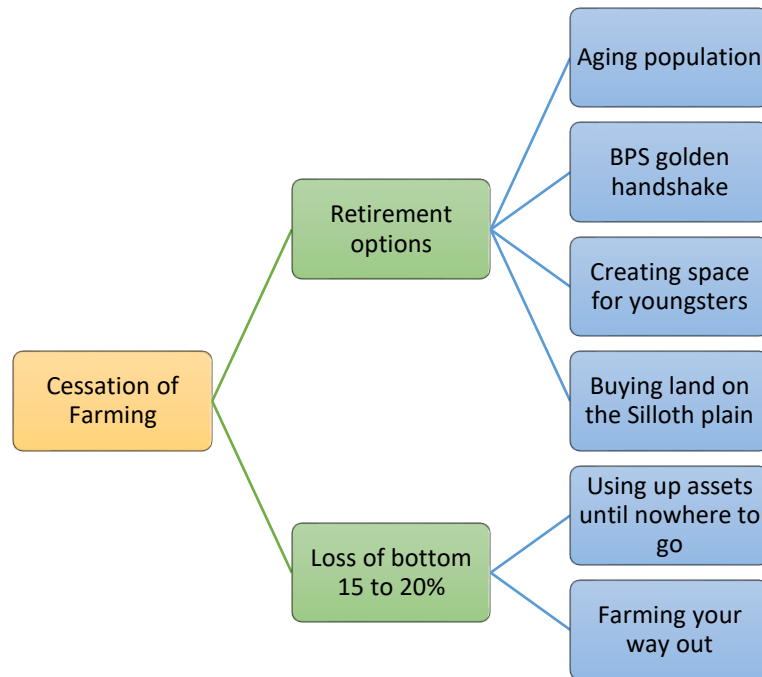 Aging population
BPS golden
handshake
Retirement
options
Creating space
for youngsters
Buying land on
the Silloth plain
Cessation of
Farming
Using up assets
until nowhere to
go
Loss of bottom
15 to 20%
Farming your
way out